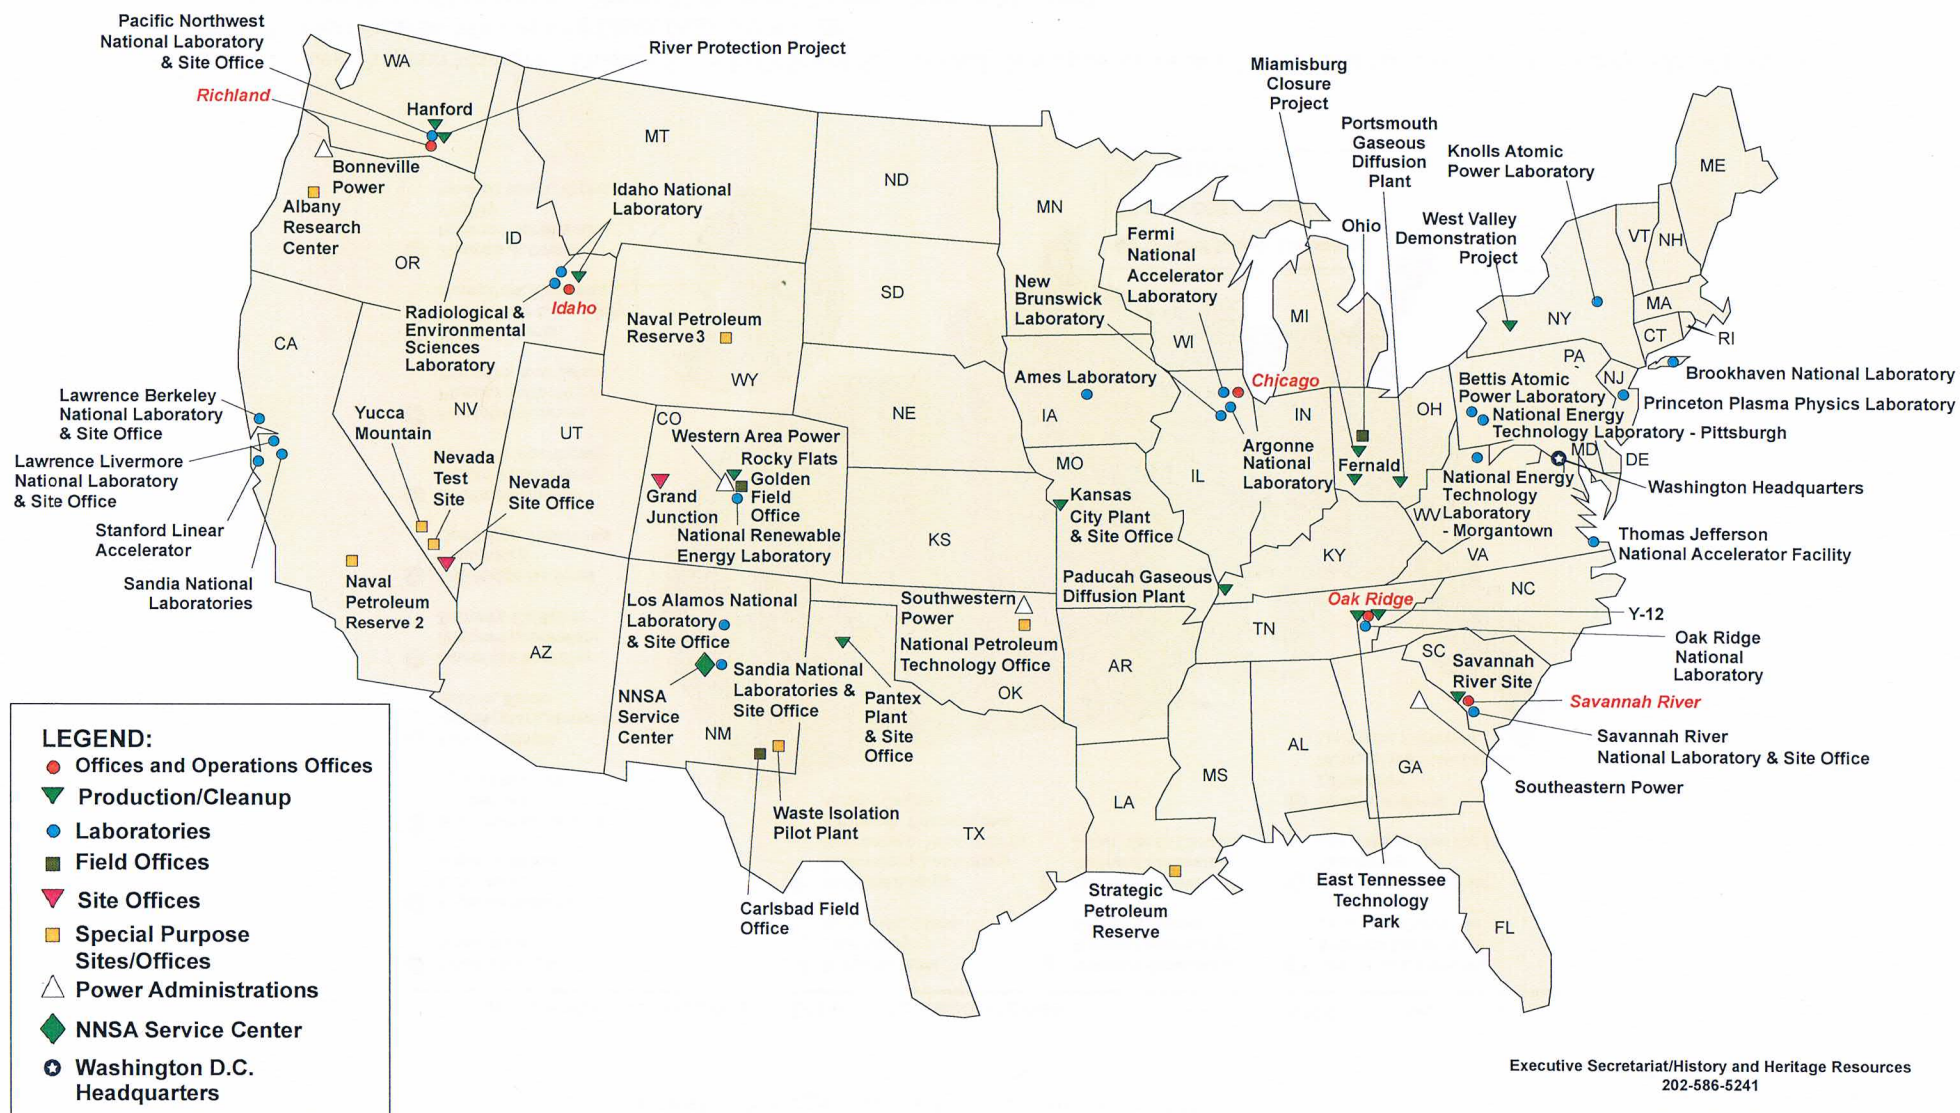 Pacific Northwest
National Laboratory
& Site Office
Richland
River Protection Project
Hanford
WA
Bonneville
Power
Albany
Research
Center
OR
ID
MT
Idaho National
Laboratory
Radiological &
Environmental
Sciences
Laboratory
Idaho
ND
SD
MN
Naval Petroleum
Reserve 3
WY
NE
CA
NV
UT
CO
Lawrence Berkeley
National Laboratory
& Site Office
Lawrence Livermore
National Laboratory
& Site Office
Stanford Linear
Accelerator
Sandia National
Laboratories
Yucca
Mountain
Nevada
Test
Site
Nevada
Site Office
Naval
Petroleum
Reserve 2
Western Area Power
Rocky Flats
Golden
Field
Office
Grand
Junction
National Renewable
Energy Laboratory
KS
AZ
Los Alamos National
Laboratory
& Site Office
NNSA
Service
Center
Sandia National
Laboratories &
Site Office
NM
Pantex
Plant
& Site
Office
Waste Isolation
Pilot Plant
Carlsbad Field
Office
TX
Southwestern
Power
National Petroleum
Technology Office
OK
New
Brunswick
Laboratory
Fermi
National
Accelerator
Laboratory
WI
MI
Ames Laboratory
IA
MO
Kansas
City Plant
& Site Office
Paducah Gaseous
Diffusion Plant
AR
LA
Strategic
Petroleum
Reserve
Chicago
Argonne
National
Laboratory
IL
IN
OH
Miamisburg
Closure
Project
Portsmouth
Gaseous
Diffusion
Plant
Ohio
Fernald
Knolls Atomic
Power Laboratory
West Valley
Demonstration
Project
ME
VT
NH
MA
CT
RI
NY
PA
NJ
Brookhaven National Laboratory
Princeton Plasma Physics Laboratory
Bettis Atomic
Power Laboratory
National Energy
Technology Laboratory - Pittsburgh
MD
DE
Washington Headquarters
National Energy
Technology
Laboratory
- Morgantown
WV
VA
Thomas Jefferson
National Accelerator Facility
KY
NC
TN
Oak Ridge
Y-12
Oak Ridge
National
Laboratory
SC
Savannah
River Site
Savannah River
Savannah River
National Laboratory & Site Office
Southeastern Power
MS
AL
GA
FL
East Tennessee
Technology
Park
LEGEND:
Offices and Operations Offices
Production/Cleanup
Laboratories
Field Offices
Site Offices
Special Purpose
Sites/Offices
Power Administrations
NNSA Service Center
Washington D.C.
Headquarters
Executive Secretariat/History and Heritage Resources
202-586-5241